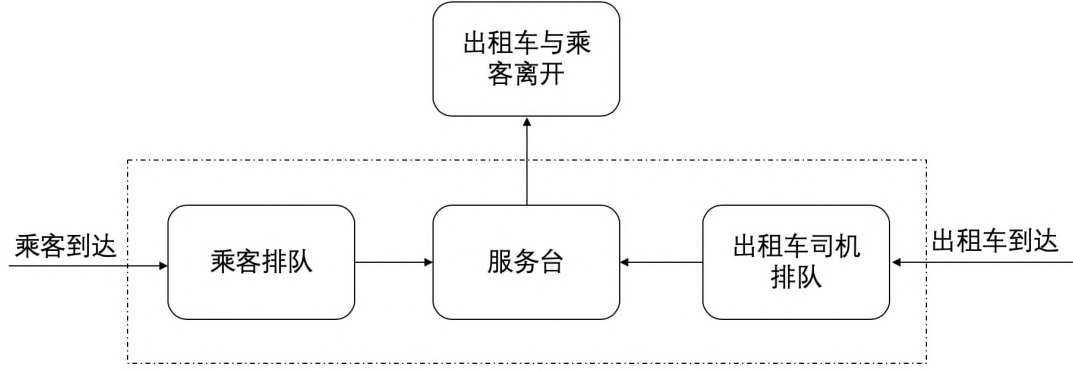 出租车与乘
客离开
乘客到达
乘客排队
服务台
出租车司机
排队
出租车到达